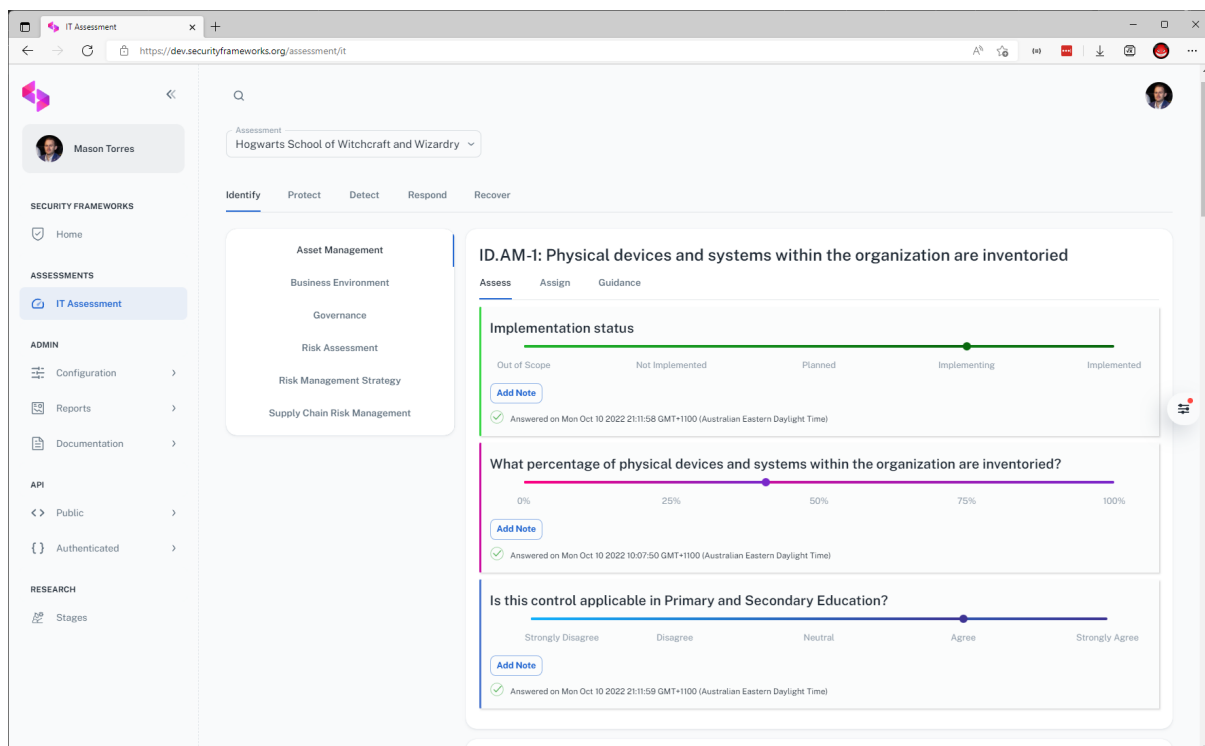 IT Assessment
https://dev.securityframeworks.org/assessment/it
Mason Torres
SECURITY FRAMEWORKS
Home
ASSESSMENTS
IT Assessment
ADMIN
Configuration
Reports
Documentation
API
Public
Authenticated
RESEARCH
Stages
Assessment
Hogwarts School of Witchcraft and Wizardry
Identify Protect Detect Respond Recover
Asset Management
Business Environment
Governance
Risk Assessment
Risk Management Strategy
Supply Chain Risk Management
ID.AM-1: Physical devices and systems within the organization are inventoried
Assess Assign Guidance
Implementation status
Out of Scope Not Implemented Planned Implementing Implemented
Add Note
Answered on Mon Oct 10 2022 21:11:58 GMT+1100 (Australian Eastern Daylight Time)
What percentage of physical devices and systems within the organization are inventoried?
0% 25% 50% 75% 100%
Add Note
Answered on Mon Oct 10 2022 10:07:50 GMT+1100 (Australian Eastern Daylight Time)
Is this control applicable in Primary and Secondary Education?
Strongly Disagree Disagree Neutral Agree Strongly Agree
Add Note
Answered on Mon Oct 10 2022 21:11:59 GMT+1100 (Australian Eastern Daylight Time)